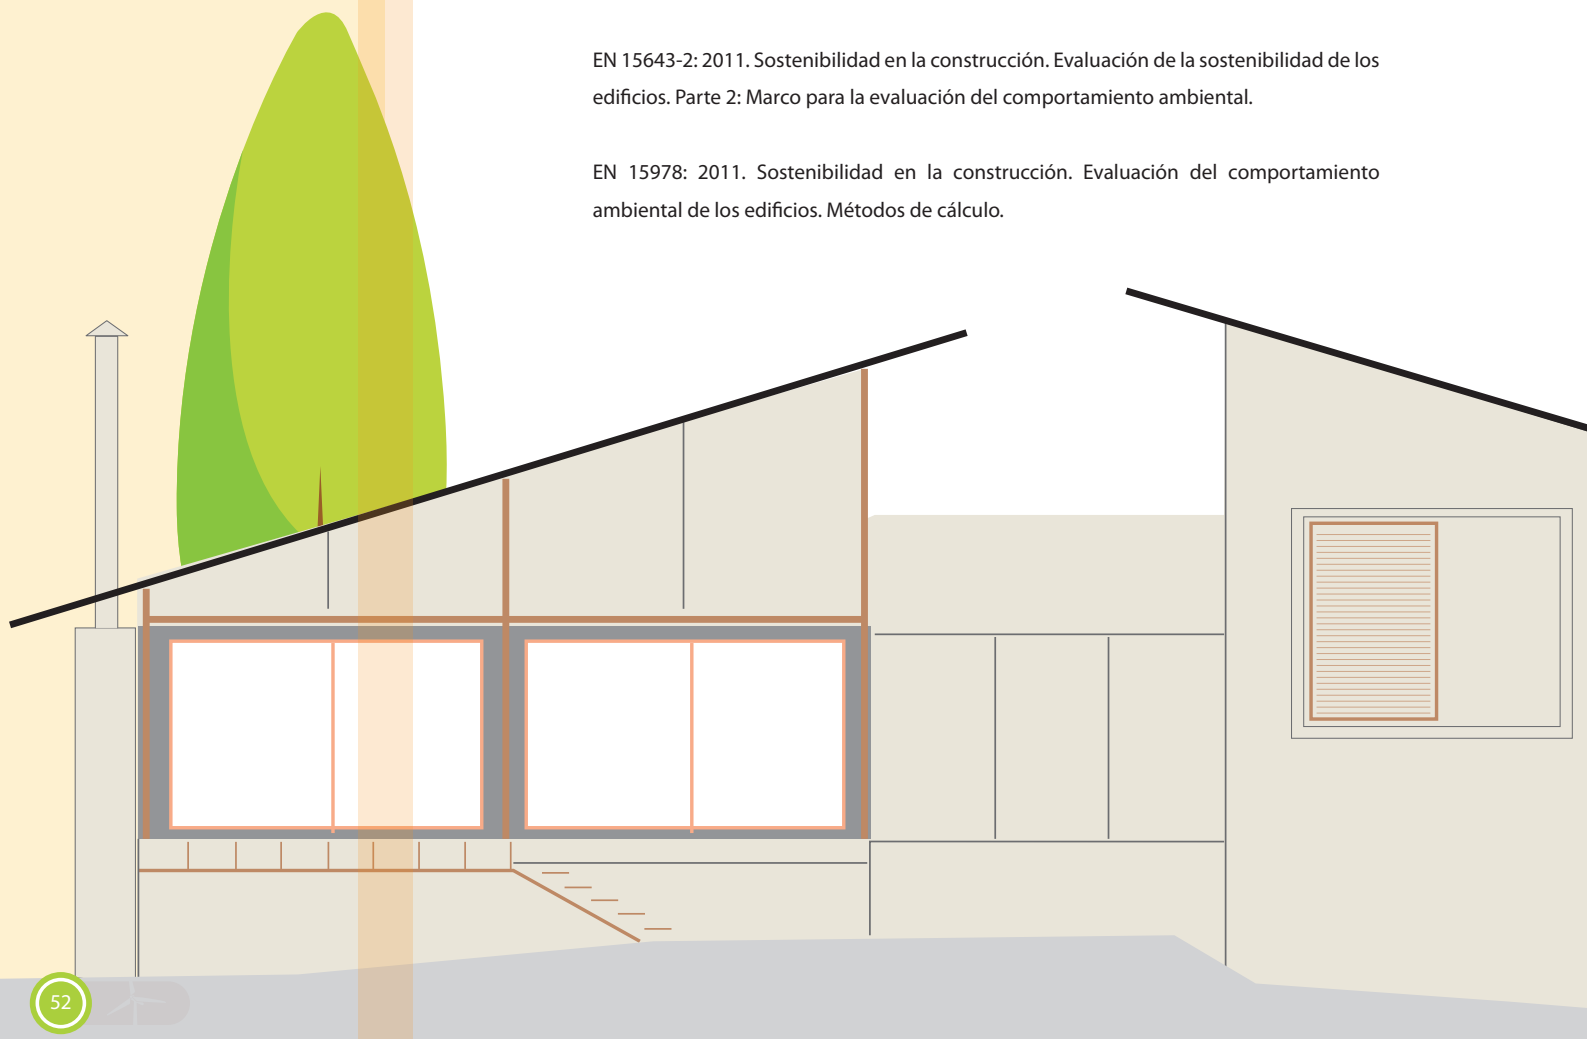 EN 15643-2: 2011. Sostenibilidad en la construcción. Evaluación de la sostenibilidad de los
edificios. Parte 2: Marco para la evaluación del comportamiento ambiental.
EN 15978: 2011. Sostenibilidad en la construcción. Evaluación del comportamiento
ambiental de los edificios. Métodos de cálculo.
52